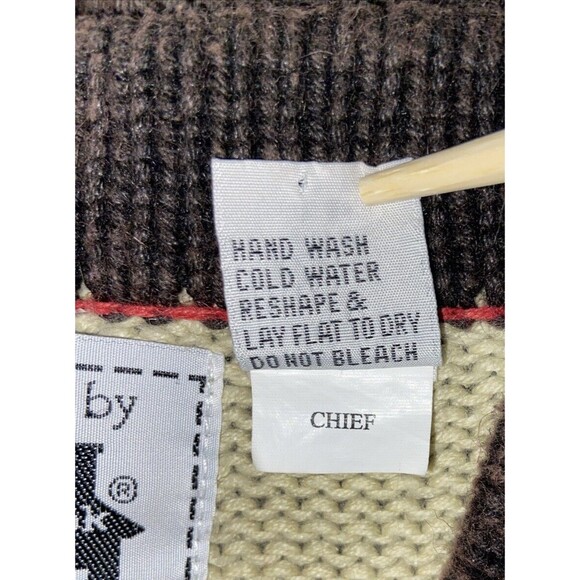 HAND WASH
COLD WATER
RESHAPE &
LAY FLAT TO DRY
DO NOT BLEACH
CHIEF
by
®